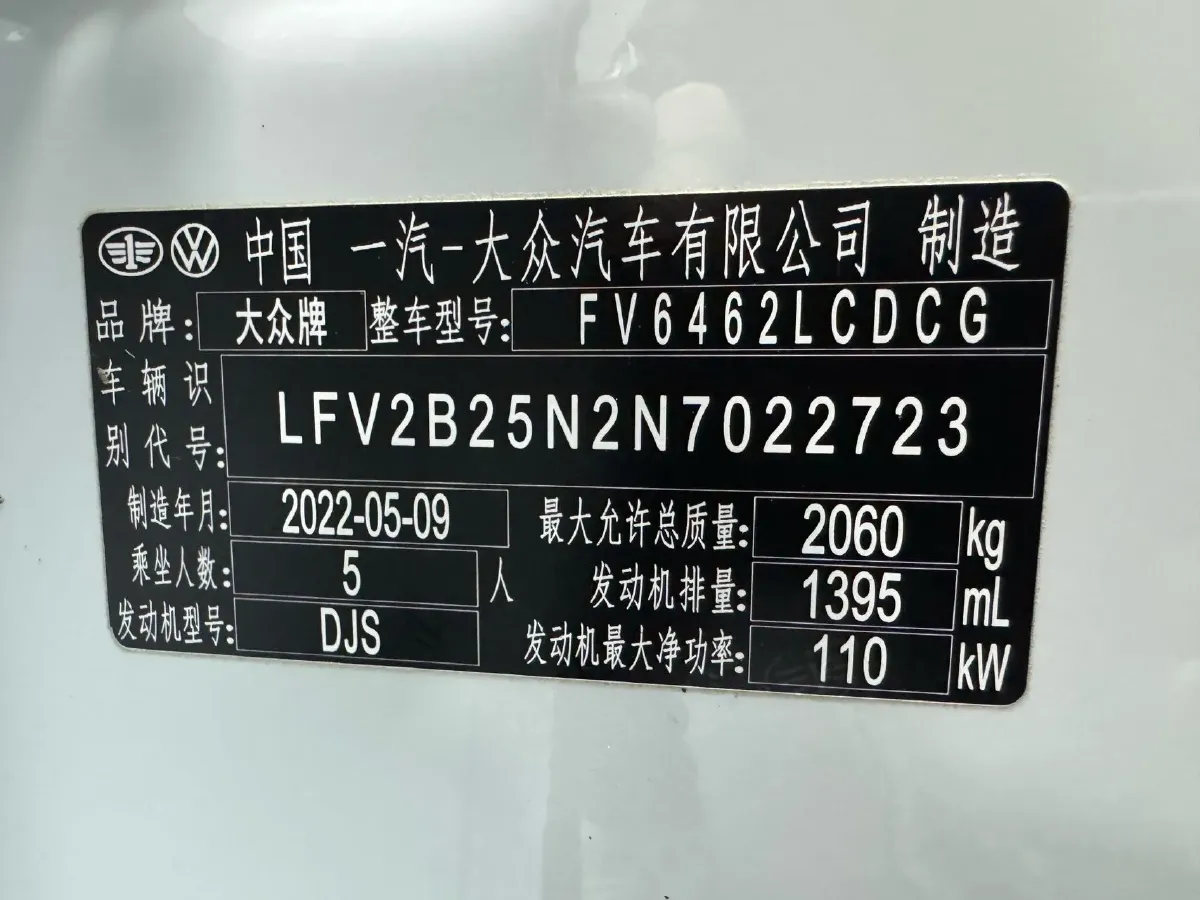 中国 一汽-大众汽车有限公司 制造
品牌: 大众牌 整车型号: FV6462LCDCG
车辆识
别代号: LFV2B25N2N7022723
制造年月: 2022-05-09 最大允许总质量: 2060 kg
乘坐人数: 5 人 发动机排量: 1395 mL
发动机型号: DJS 发动机最大净功率: 110 kW